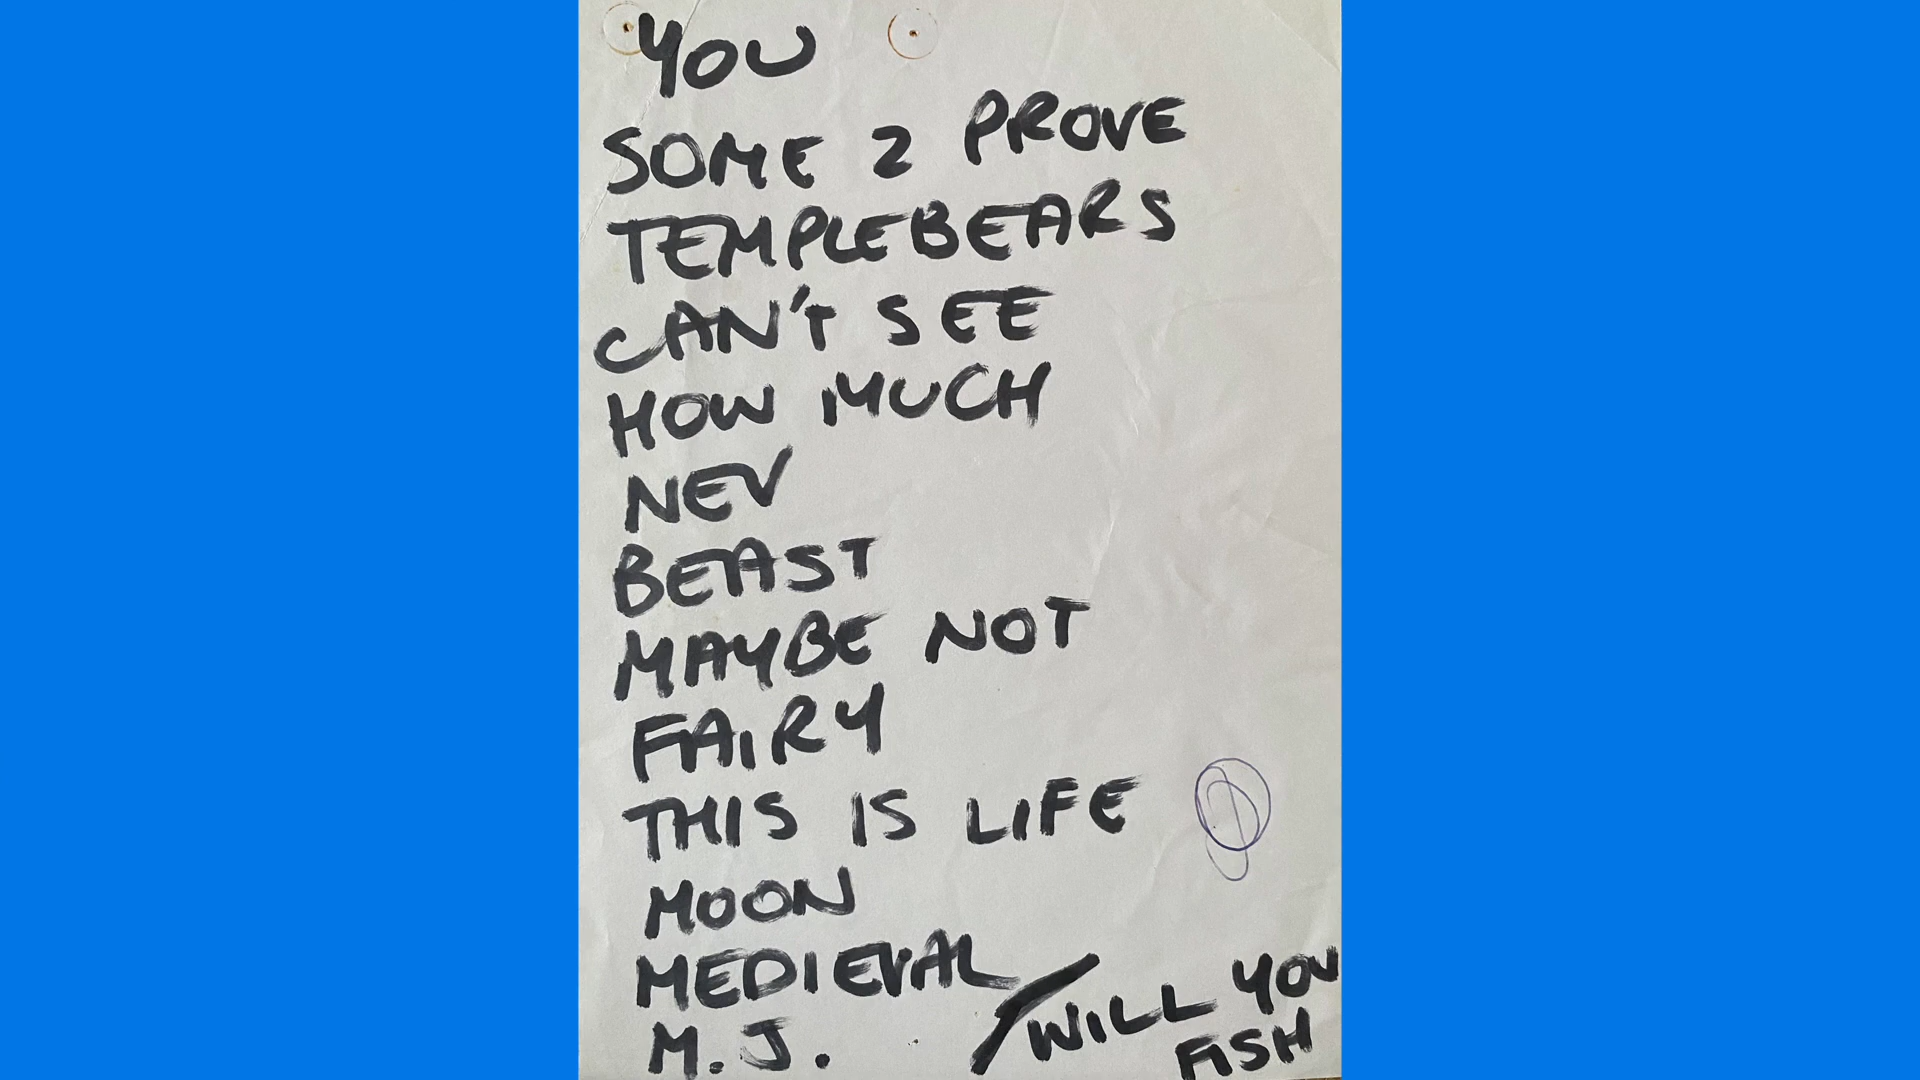 YOU
SOME 2 PROVE
TEMPLEBEARS
CAN'T SEE
HOW MUCH
NEV
BEAST
MAYBE NOT
FAIRY
THIS IS LIFE
MOON
MEDIEVAL
M.J.
/ WILL YOU
FISH